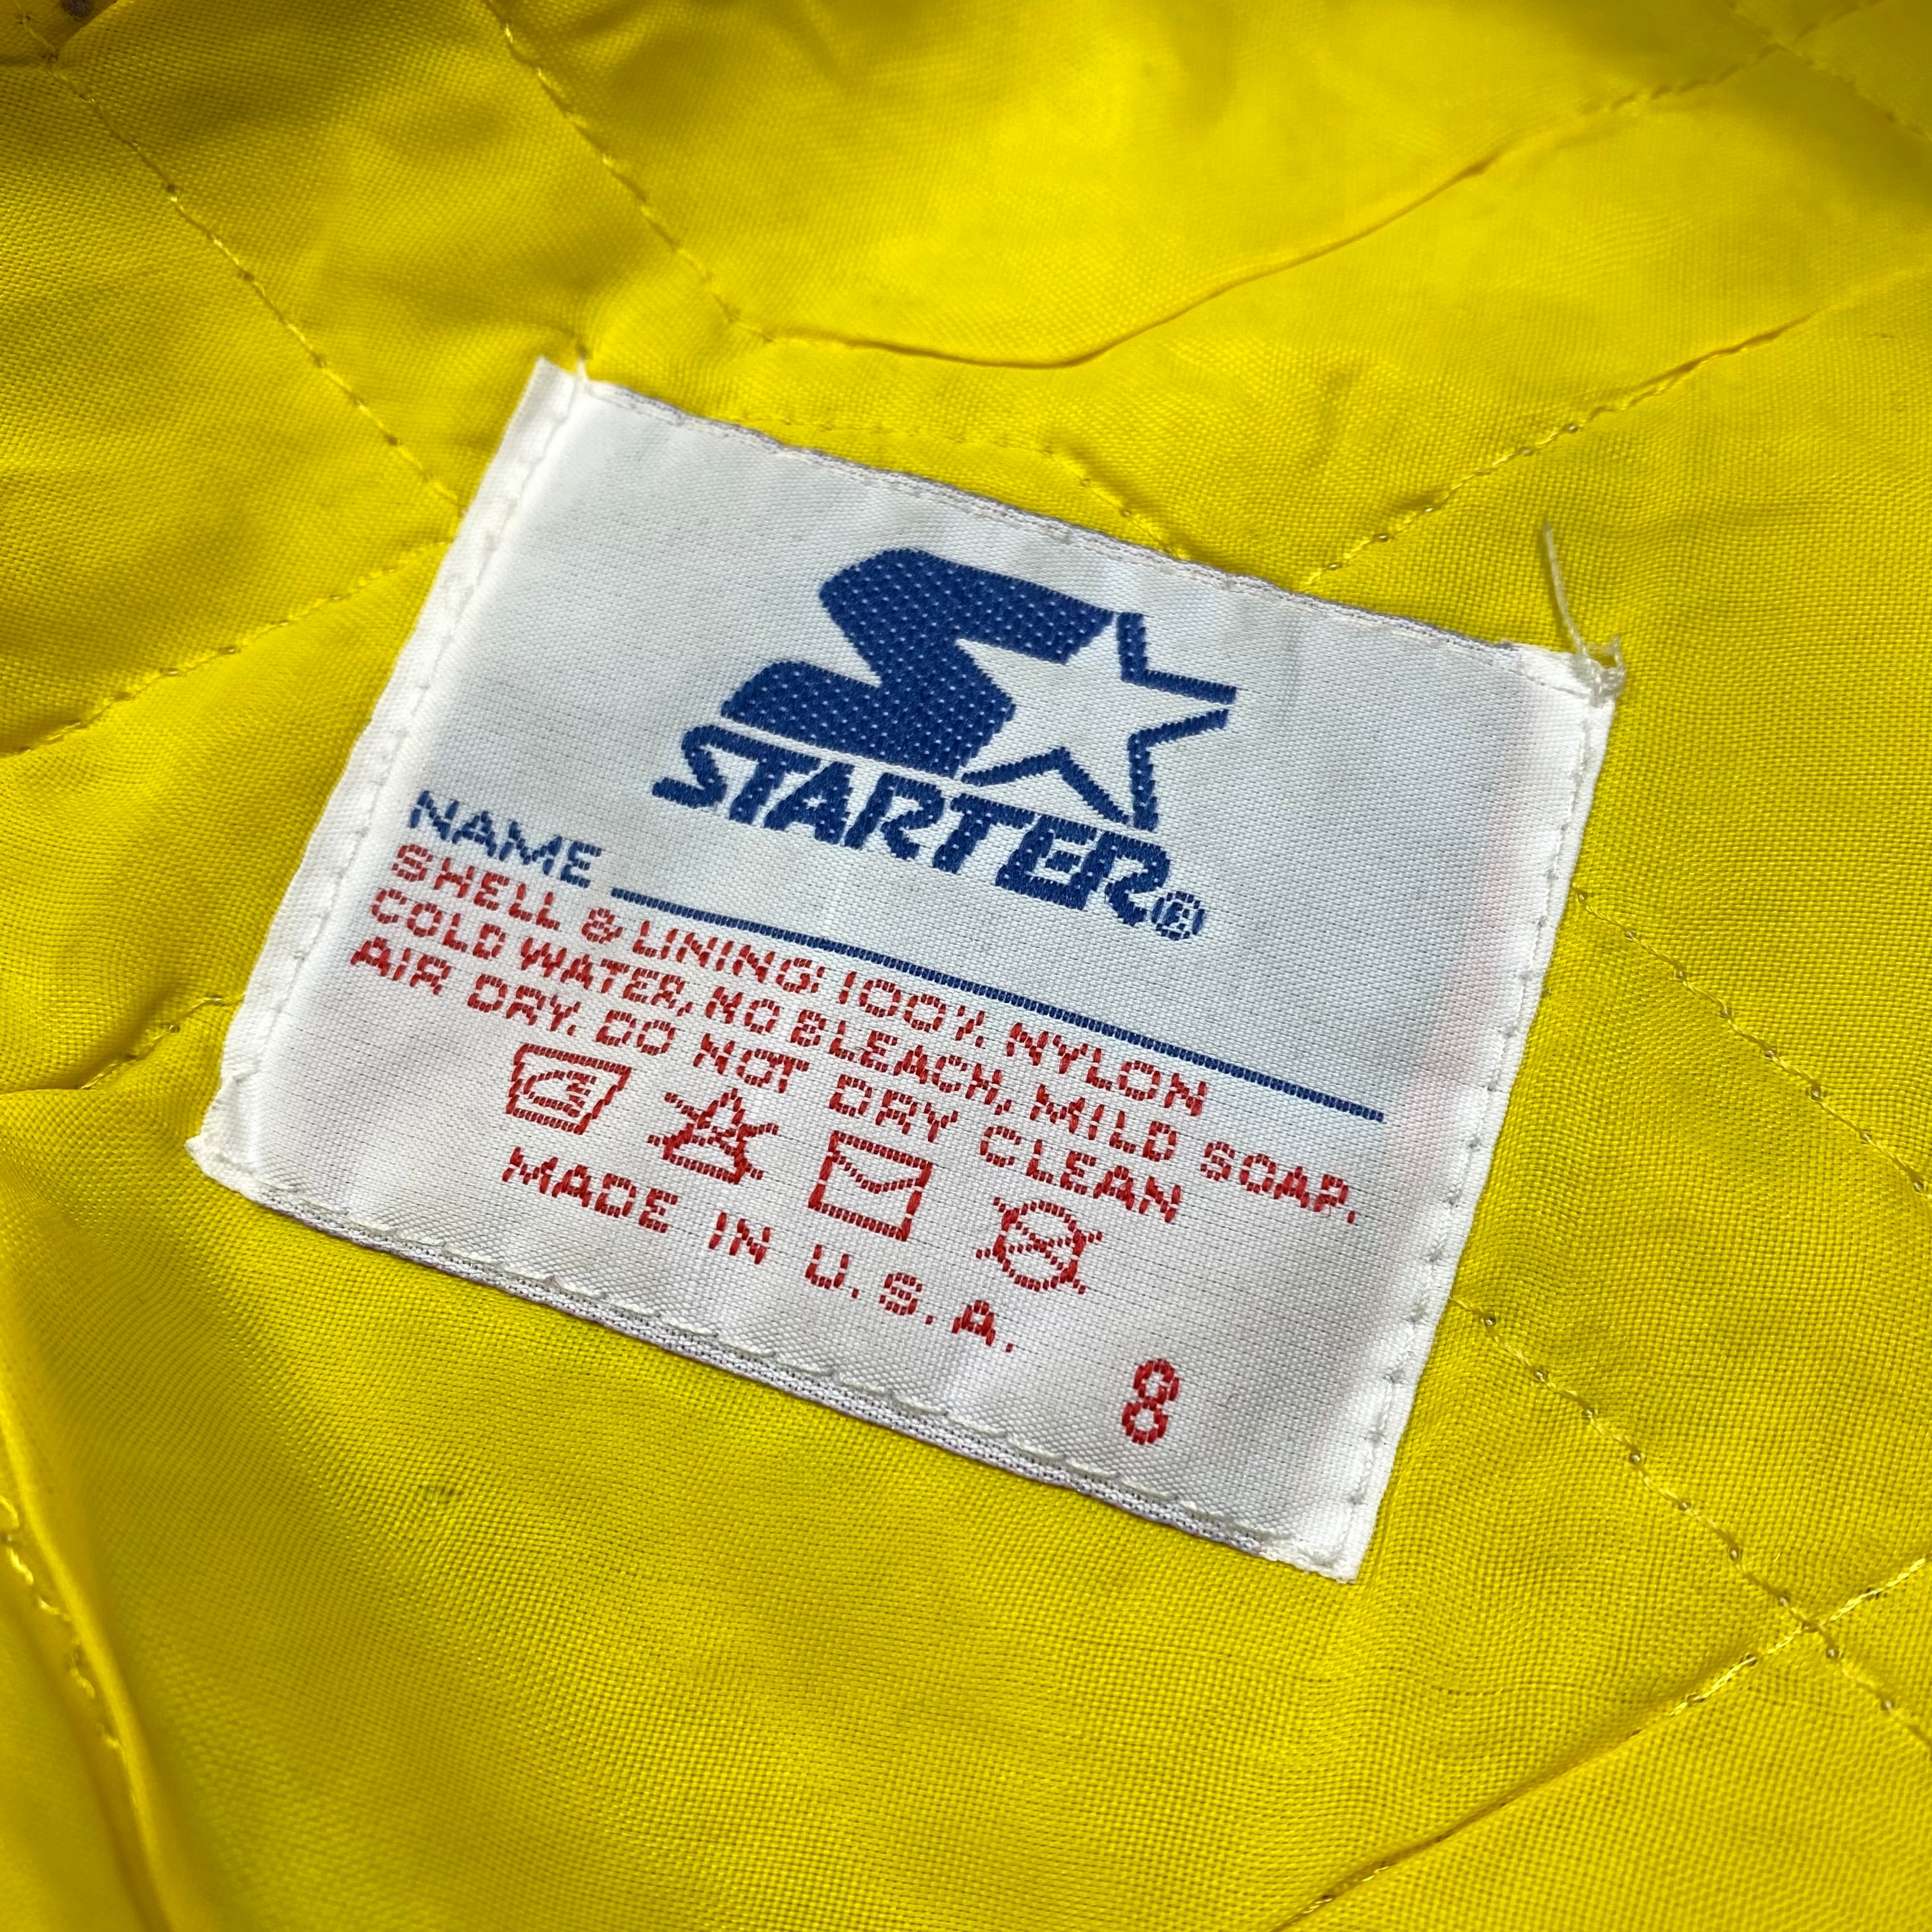 STARTER®
NAME
SHELL & LINING: 100% NYLON
COLD WATER, NO BLEACH, MILD SOAP.
AIR DRY. DO NOT DRY CLEAN
MADE IN U.S.A.
8